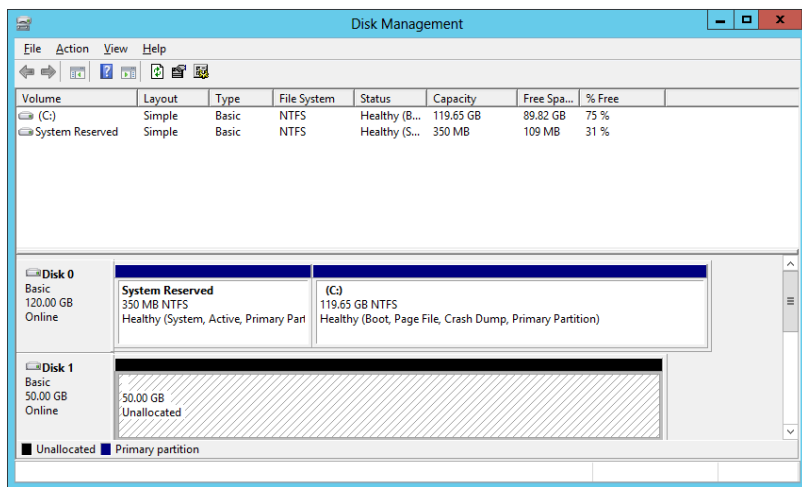 Disk Management
File Action View Help
Volume Layout Type File System Status Capacity Free Spa... % Free
(C:) Simple Basic NTFS Healthy (B... 119.65 GB 89.82 GB 75 %
System Reserved Simple Basic NTFS Healthy (S... 350 MB 109 MB 31 %
Disk 0
Basic
120.00 GB
Online
System Reserved
350 MB NTFS
Healthy (System, Active, Primary Part
(C:)
119.65 GB NTFS
Healthy (Boot, Page File, Crash Dump, Primary Partition)
Disk 1
Basic
50.00 GB
Online
50.00 GB
Unallocated
Unallocated Primary partition